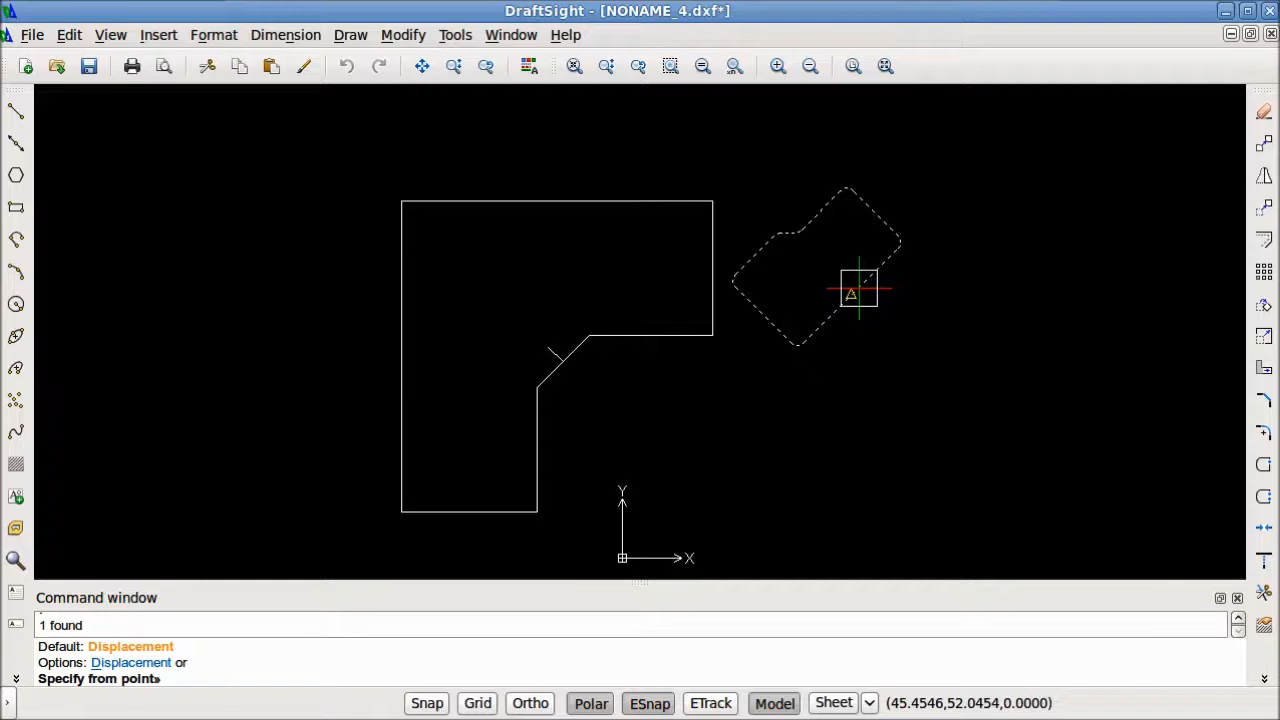 DraftSight - [NONAME_4.dxf*]
File Edit View Insert Format Dimension Draw Modify Tools Window Help
Y
X
Command window
1 found
Default: Displacement
Options: Displacement or
Specify from point»
Snap Grid Ortho Polar ESnap ETrack Model Sheet (45.4546,52.0454,0.0000)